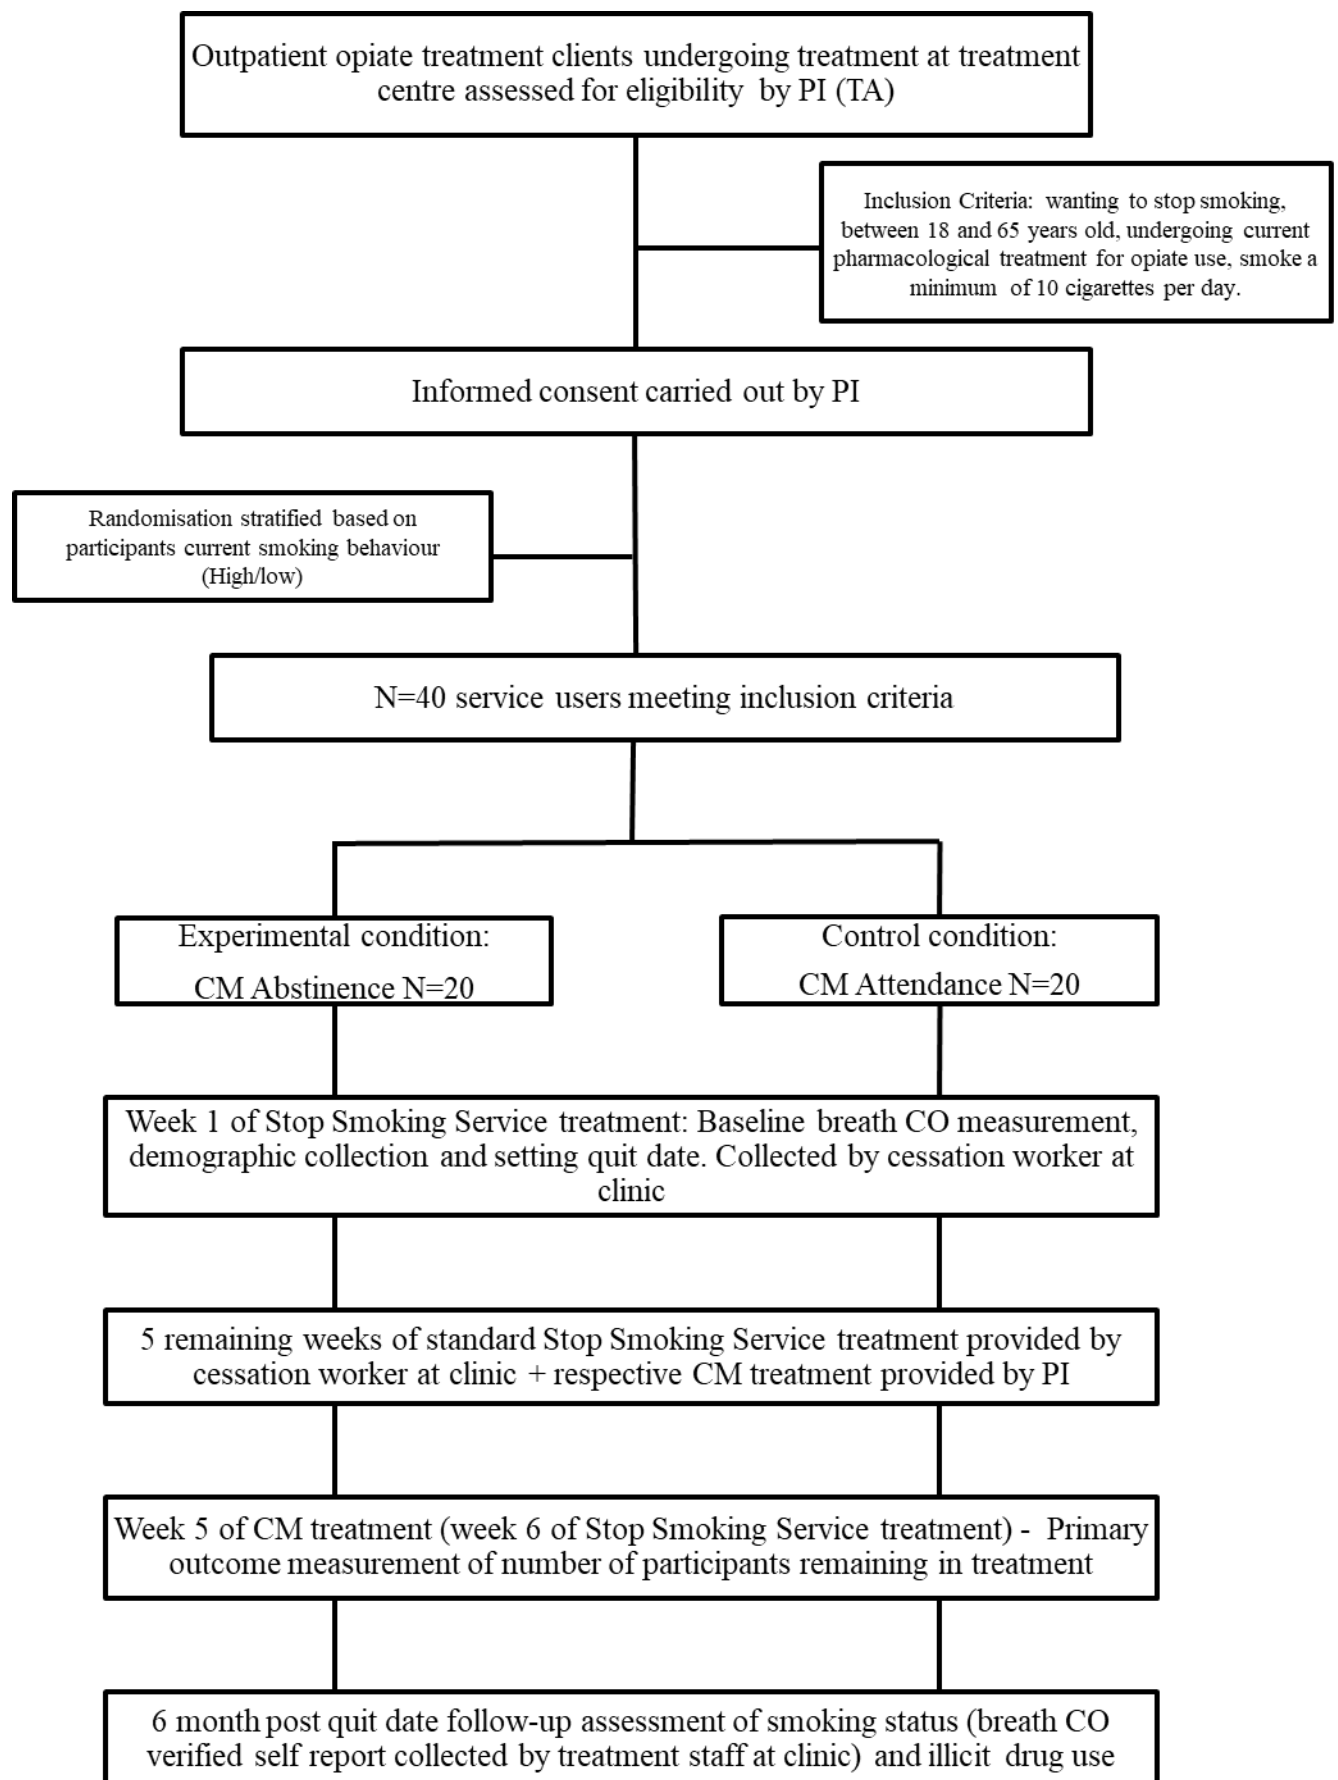 Outpatient opiate treatment clients undergoing treatment at treatment
centre assessed for eligibility by PI (TA)
Inclusion Criteria: wanting to stop smoking,
between 18 and 65 years old, undergoing current
pharmacological treatment for opiate use, smoke a
minimum of 10 cigarettes per day.
Informed consent carried out by PI
Randomisation stratified based on
participants current smoking behaviour
(High/low)
N=40 service users meeting inclusion criteria
Experimental condition:
CM Abstinence N=20
Control condition:
CM Attendance N=20
Week 1 of Stop Smoking Service treatment: Baseline breath CO measurement,
demographic collection and setting quit date. Collected by cessation worker at
clinic
5 remaining weeks of standard Stop Smoking Service treatment provided by
cessation worker at clinic + respective CM treatment provided by PI
Week 5 of CM treatment (week 6 of Stop Smoking Service treatment) - Primary
outcome measurement of number of participants remaining in treatment
6 month post quit date follow-up assessment of smoking status (breath CO
verified self report collected by treatment staff at clinic) and illicit drug use